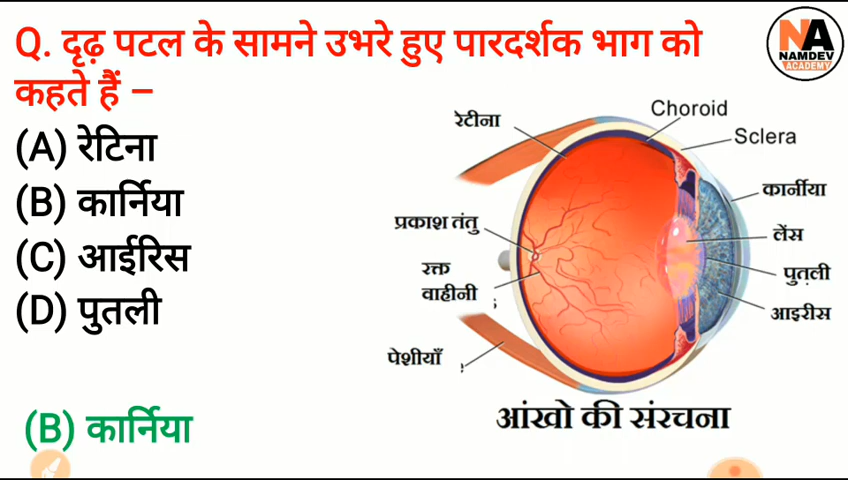 Q. दृढ़ पटल के सामने उभरे हुए पारदर्शक भाग को
कहते हैं –
(A) रेटिना
(B) कार्निया
(C) आईरिस
(D) पुतली
(B) कार्निया
NA
NAMDEV
ACADEMY
रेटीना
Choroid
Sclera
कार्नीया
प्रकाश तंतु
लेंस
रक्त
वाहीनी
पुतली
आइरीस
पेशीयाँ
आंखो की संरचना